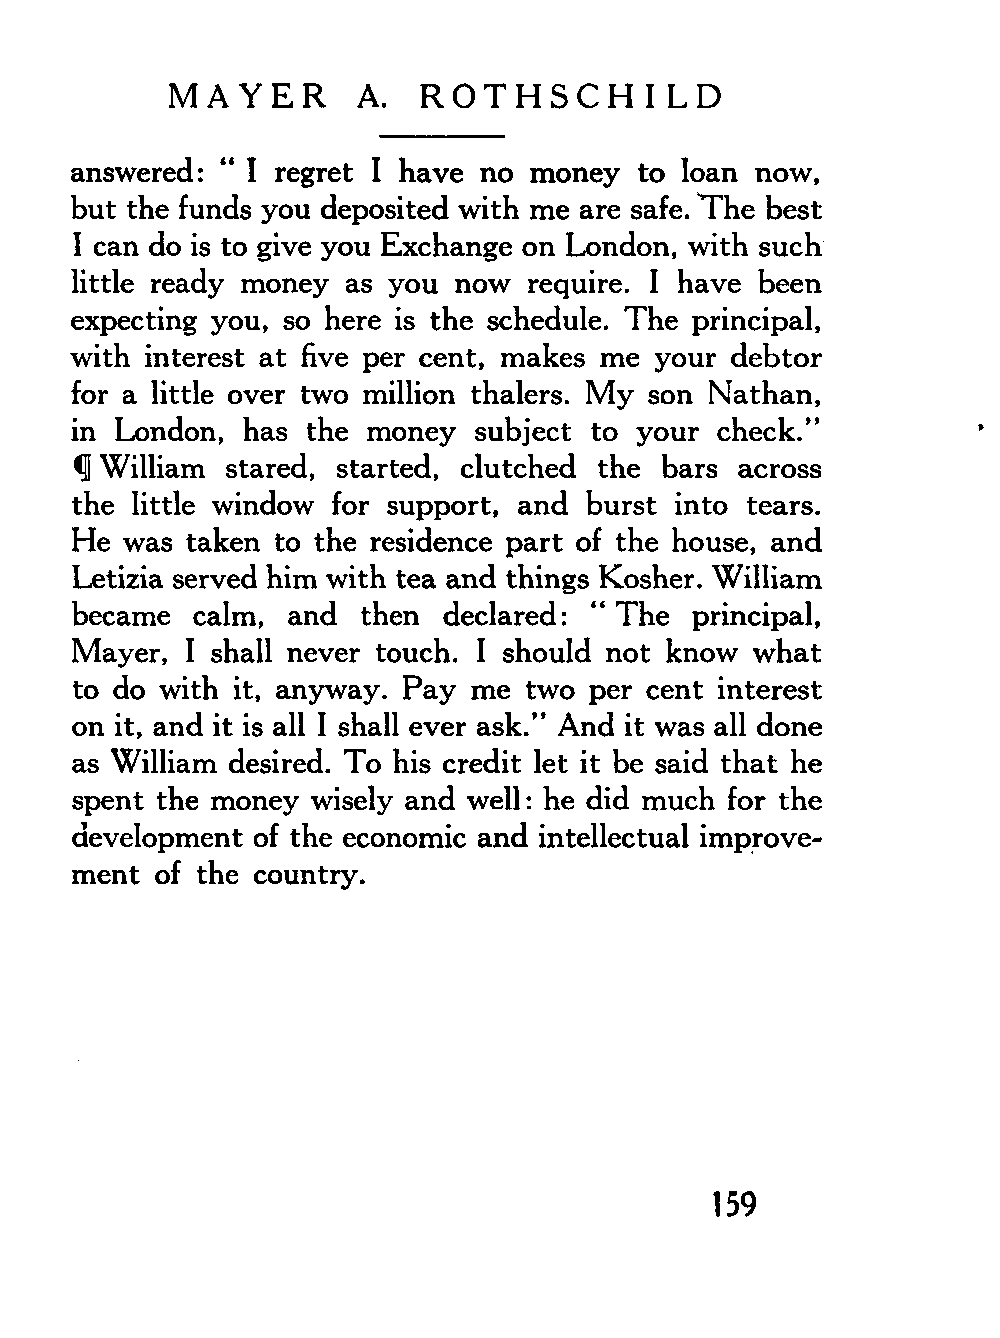 MAYER A. ROTHSCHILD
answered: “ I regret I have no money to loan now,
but the funds you deposited with me are safe. The best
I can do is to give you Exchange on London, with such
little ready money as you now require. I have been
expecting you, so here is the schedule. The principal,
with interest at five per cent, makes me your debtor
for a little over two million thalers. My son Nathan,
in London, has the money subject to your check.”
¶ William stared, started, clutched the bars across
the little window for support, and burst into tears.
He was taken to the residence part of the house, and
Letizia served him with tea and things Kosher. William
became calm, and then declared: “ The principal,
Mayer, I shall never touch. I should not know what
to do with it, anyway. Pay me two per cent interest
on it, and it is all I shall ever ask.” And it was all done
as William desired. To his credit let it be said that he
spent the money wisely and well: he did much for the
development of the economic and intellectual improve-
ment of the country.
159